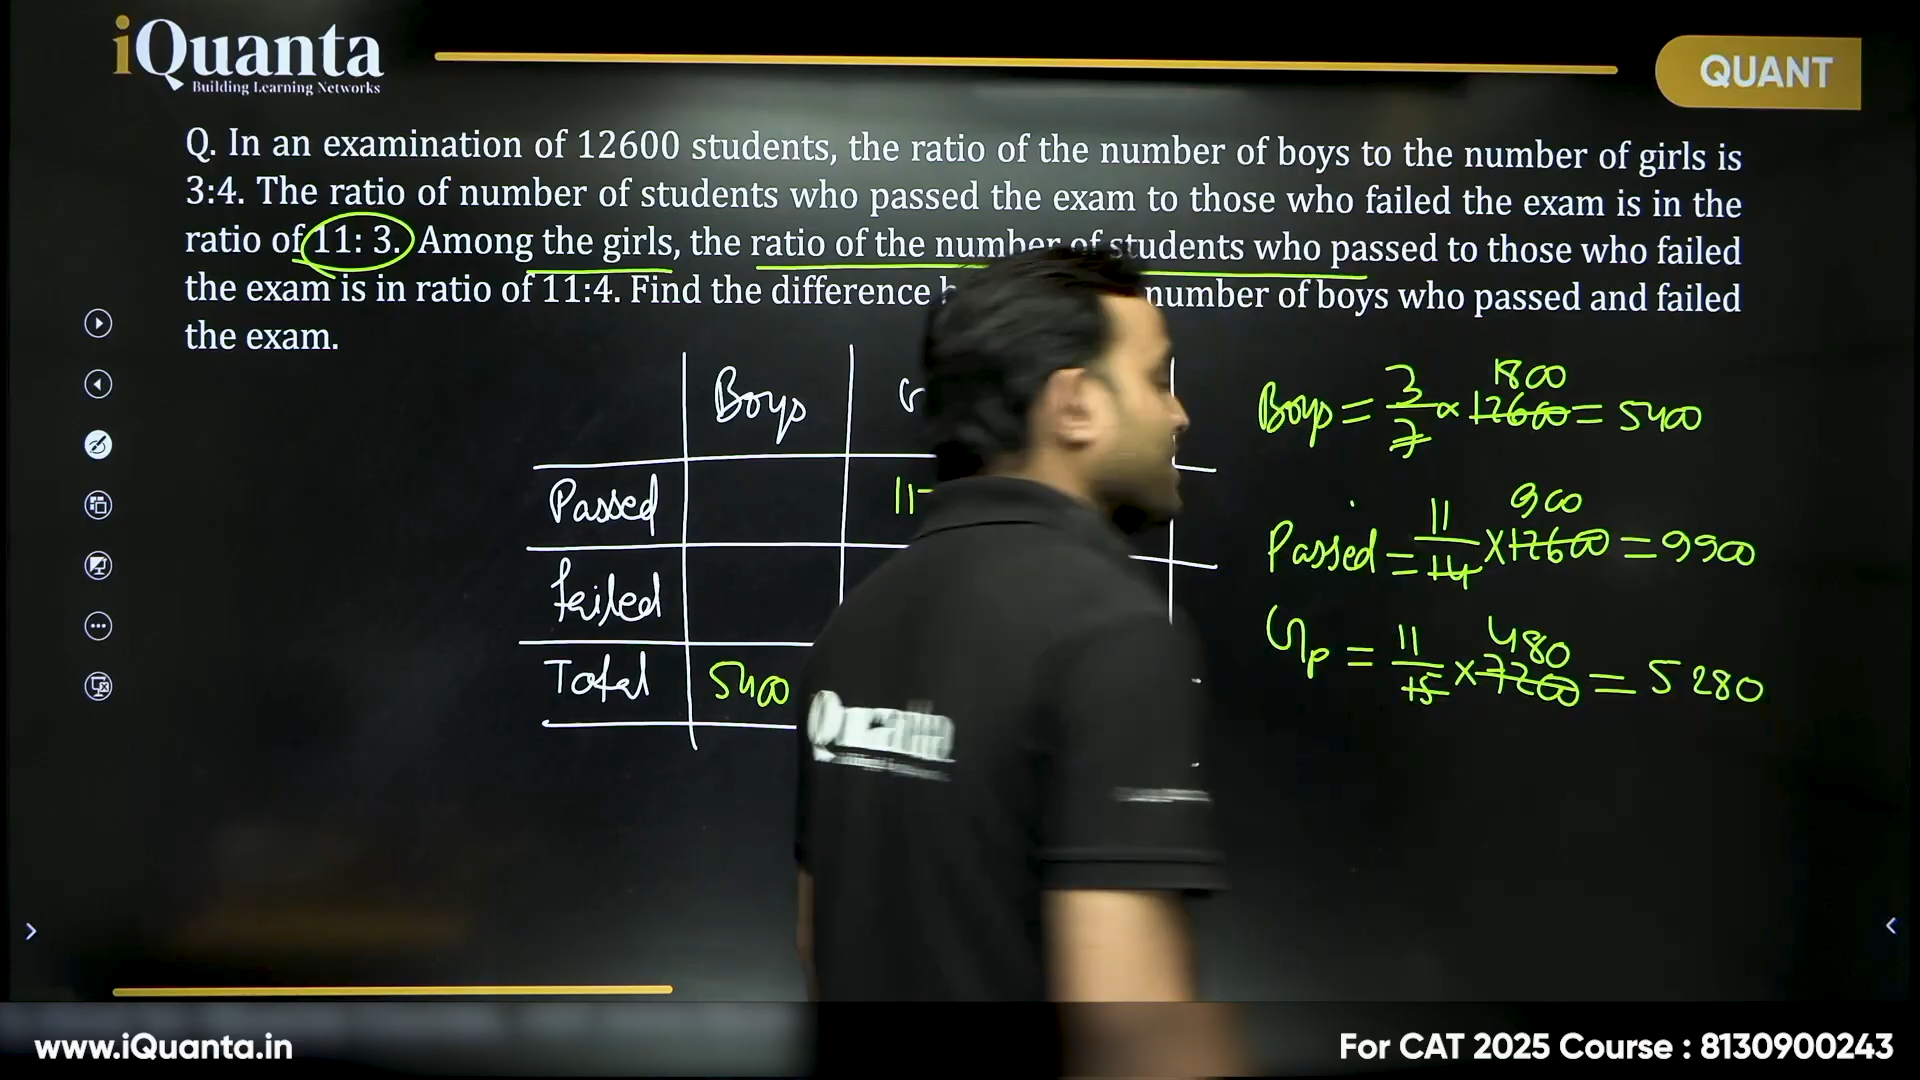 iQuanta
Building Learning Networks
QUANT
Q. In an examination of 12600 students, the ratio of the number of boys to the number of girls is
3:4. The ratio of number of students who passed the exam to those who failed the exam is in the
ratio of 11: 3. Among the girls, the ratio of the number of students who passed to those who failed
the exam is in ratio of 11:4. Find the difference number of boys who passed and failed
the exam.
Boys
Passed 11
Failed
Total 5400
Boys = 3/7 × 12600 = 5400
1800
Passed = 11/14 × 12600 = 9900
900
Gp = 11/15 × 7200 = 5280
480
www.iQuanta.in
For CAT 2025 Course : 8130900243